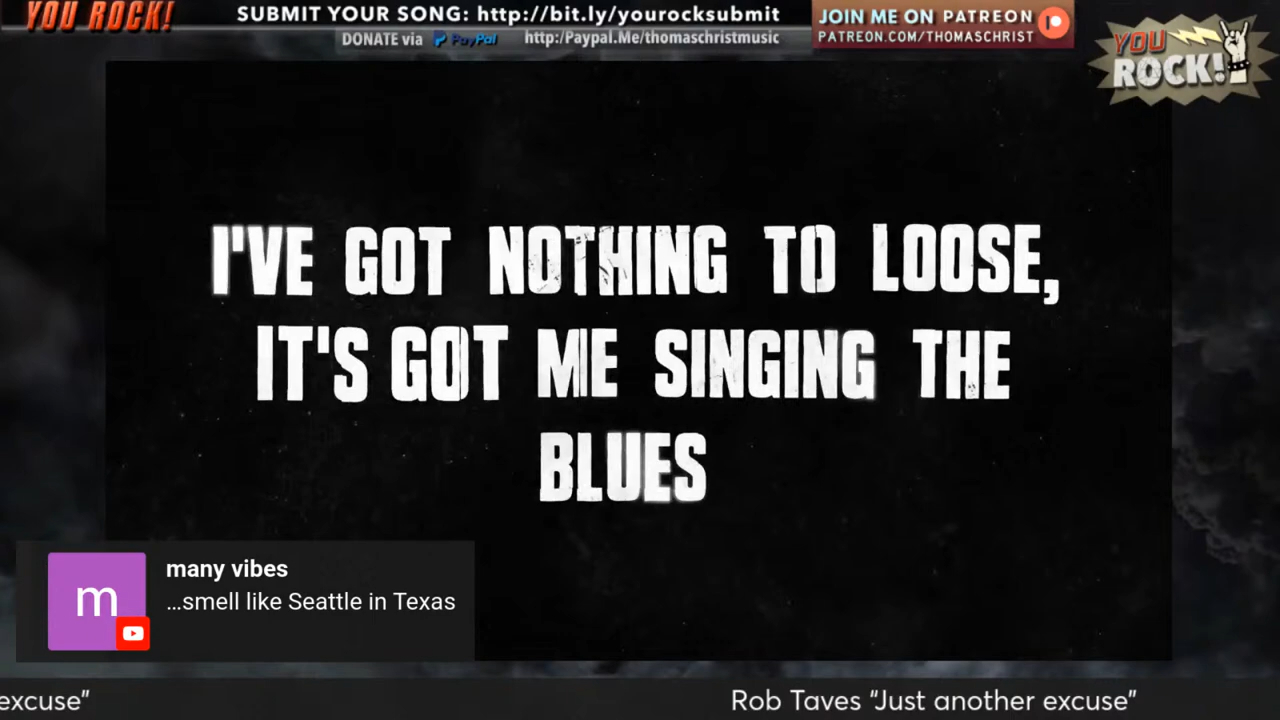 YOU ROCK!
SUBMIT YOUR SONG: http://bit.ly/yourocksubmit
DONATE via PayPal http:/Paypal.Me/thomaschristmusic
JOIN ME ON PATREON
PATREON.COM/THOMASCHRIST
YOU
ROCK!
I'VE GOT NOTHING TO LOOSE,
IT'S GOT ME SINGING THE
BLUES
m
many vibes
...smell like Seattle in Texas
excuse” Rob Taves “Just another excuse”